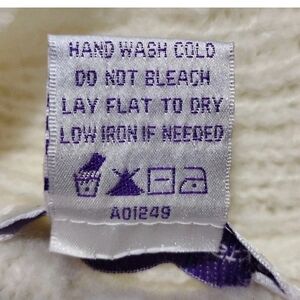 HAND WASH COLD
DO NOT BLEACH
LAY FLAT TO DRY
LOW IRON IF NEEDED
A01249